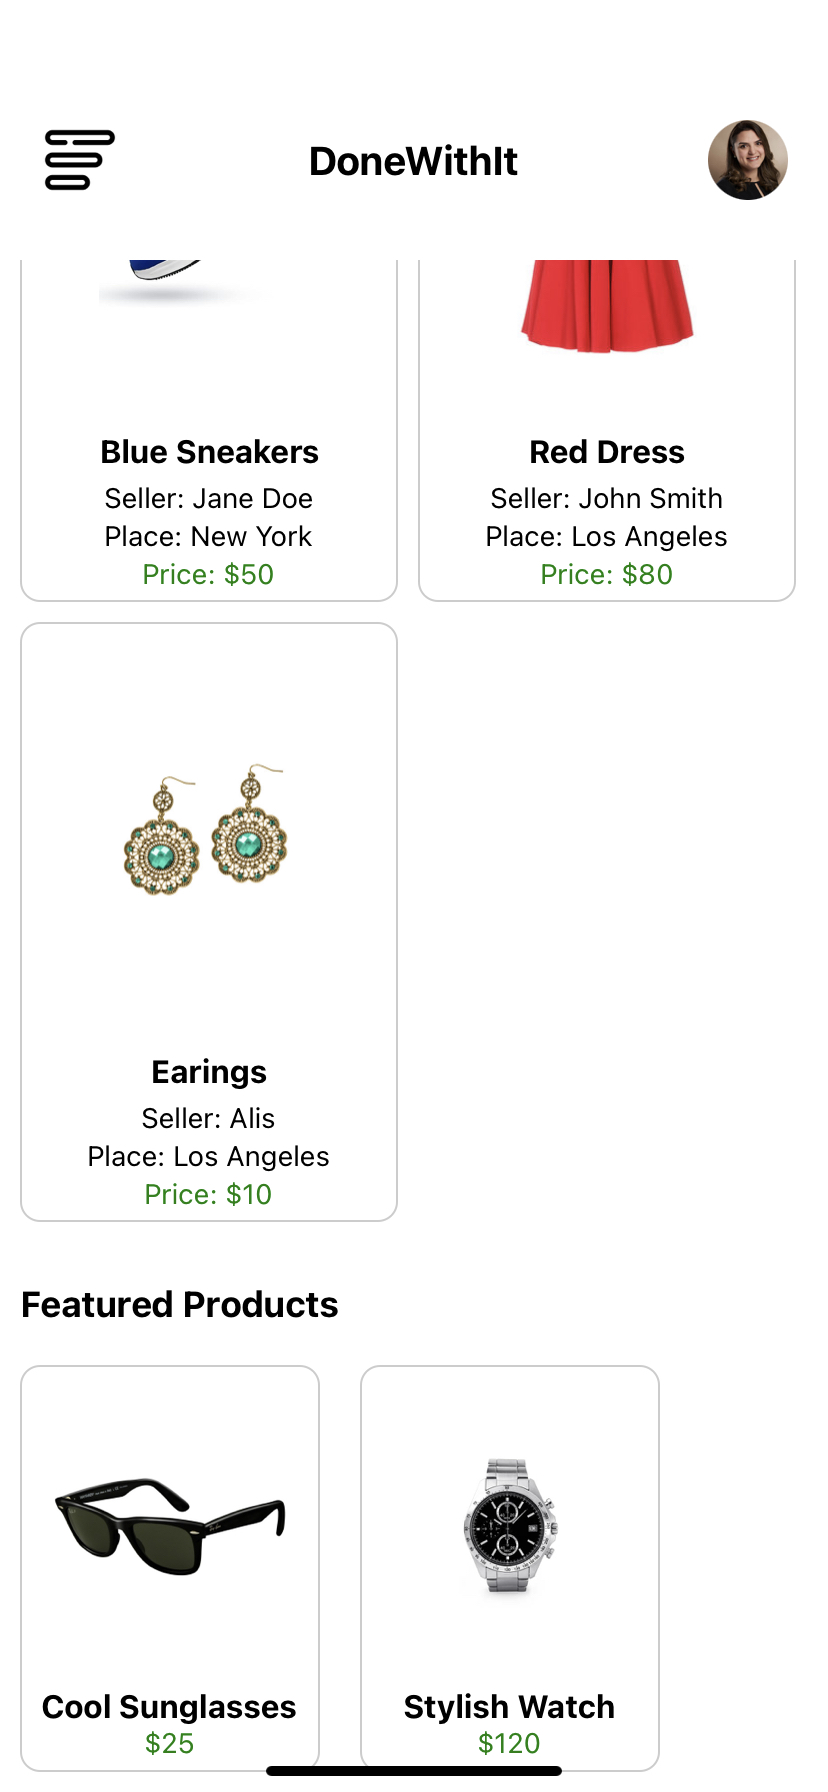 DoneWithIt
Blue Sneakers
Seller: Jane Doe
Place: New York
Price: $50
Red Dress
Seller: John Smith
Place: Los Angeles
Price: $80
Earings
Seller: Alis
Place: Los Angeles
Price: $10
Featured Products
Cool Sunglasses
$25
Stylish Watch
$120